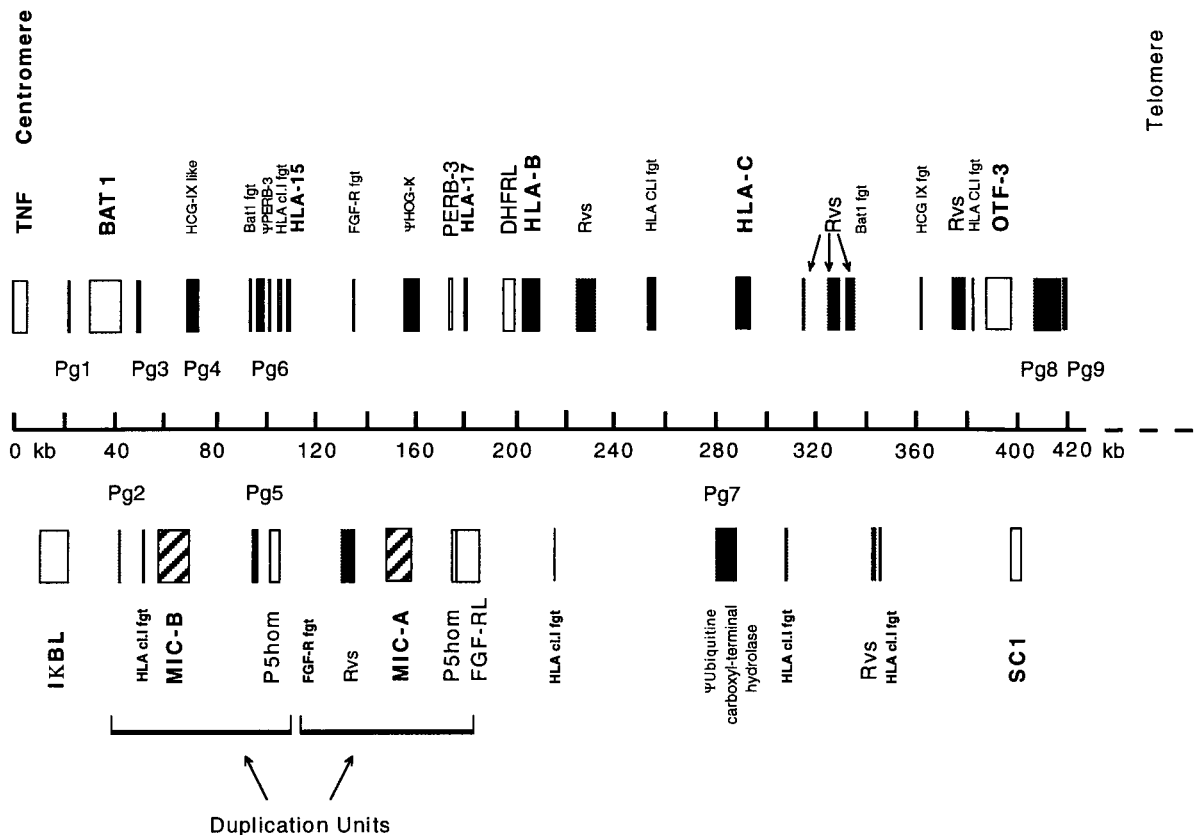 Centromere
Telomere
TNF
BAT 1
HCG-IX like
Bat1 fgt
ΨPERB-3
HLA cl.I fgt
HLA-15
FGF-R fgt
ΨHOG-IX
PERB-3
HLA-17
DHFRL
HLA-B
Rvs
HLA CLI fgt
HLA-C
Rvs
Bat1 fgt
HCG IX fgt
Rvs
HLA CLI fgt
OTF-3
Pg1
Pg3
Pg4
Pg6
Pg8
Pg9
0 kb 40 80 120 160 200 240 280 320 360 400 420 kb
Pg2
Pg5
Pg7
IKBL
HLA cl.I fgt
MIC-B
P5hom
FGF-R fgt
Rvs
MIC-A
P5hom
FGF-RL
HLA cl.I fgt
ΨUbiquitine
carboxyl-terminal
hydrolase
HLA cl.I fgt
Rvs
HLA cl.I fgt
SC1
Duplication Units